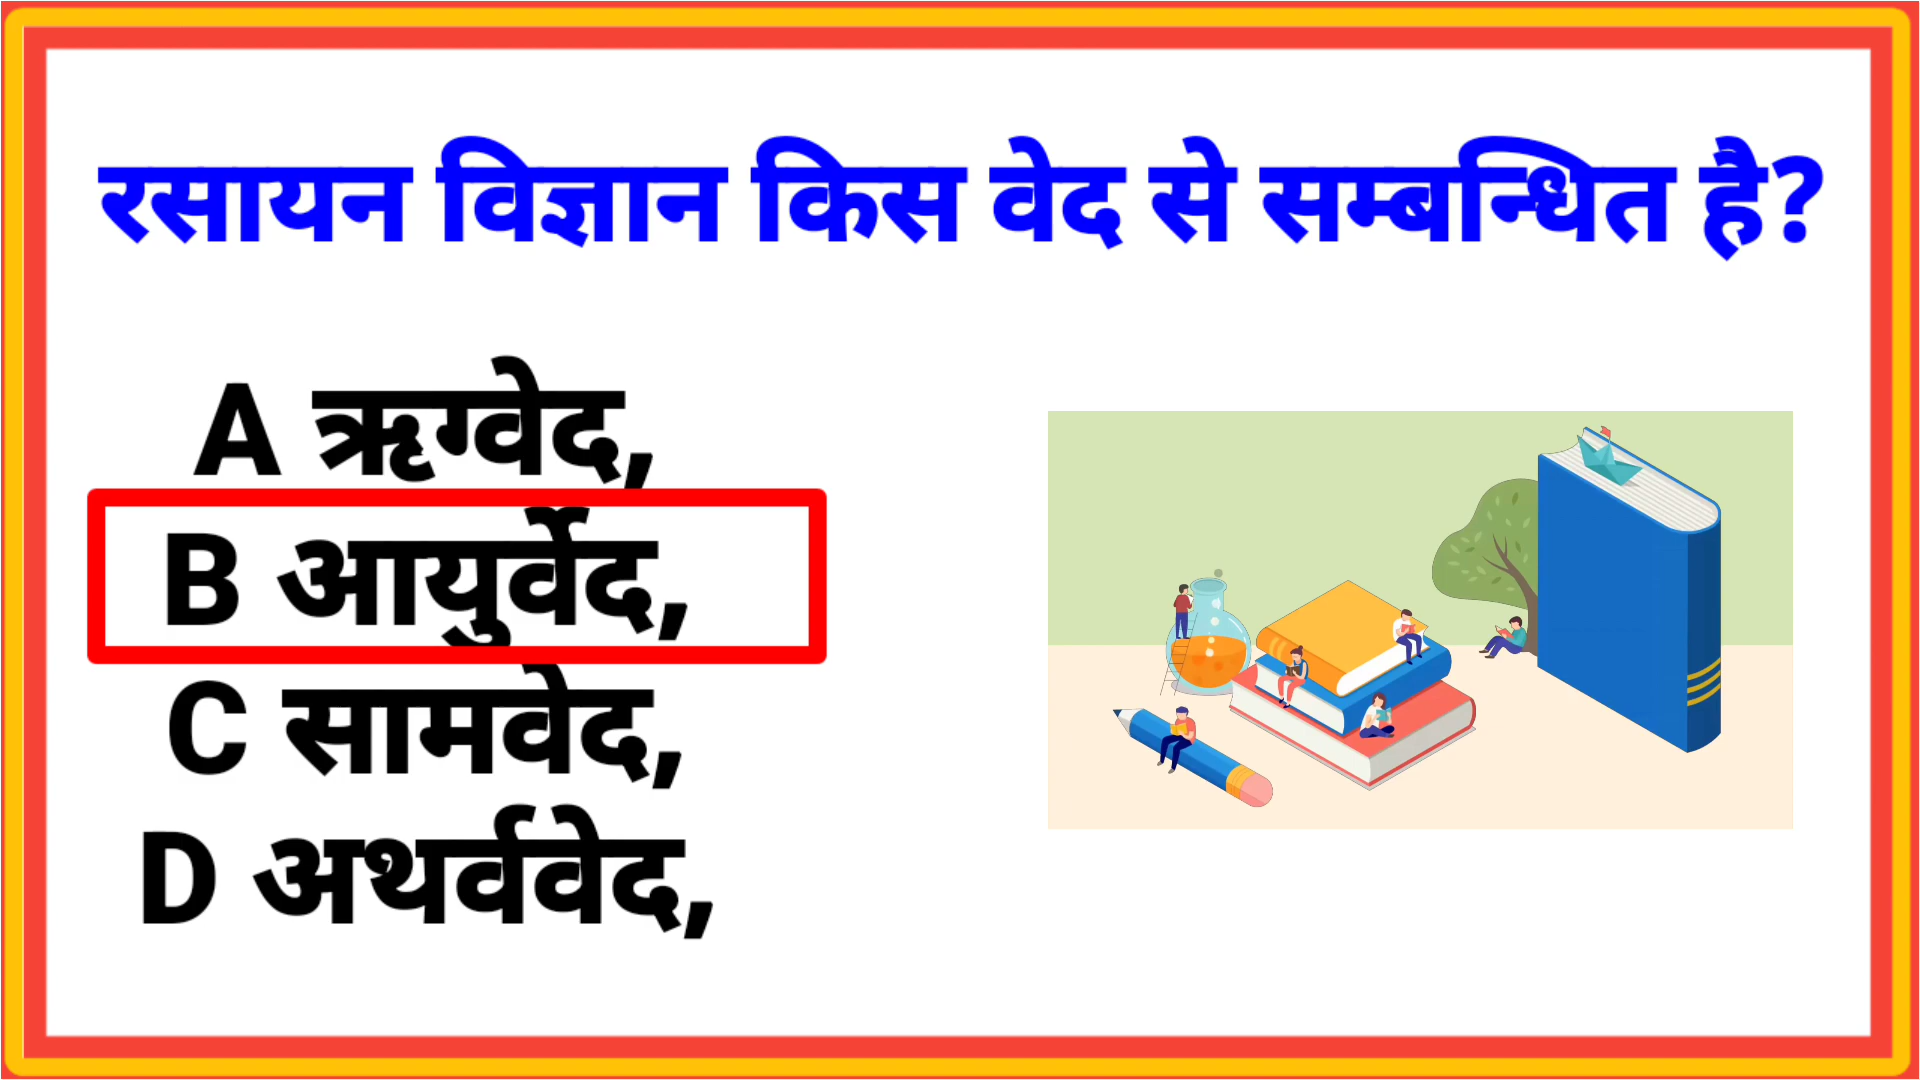 रसायन विज्ञान किस वेद से सम्बन्धित है?
A ऋग्वेद,
B आयुर्वेद,
C सामवेद,
D अथर्ववेद,